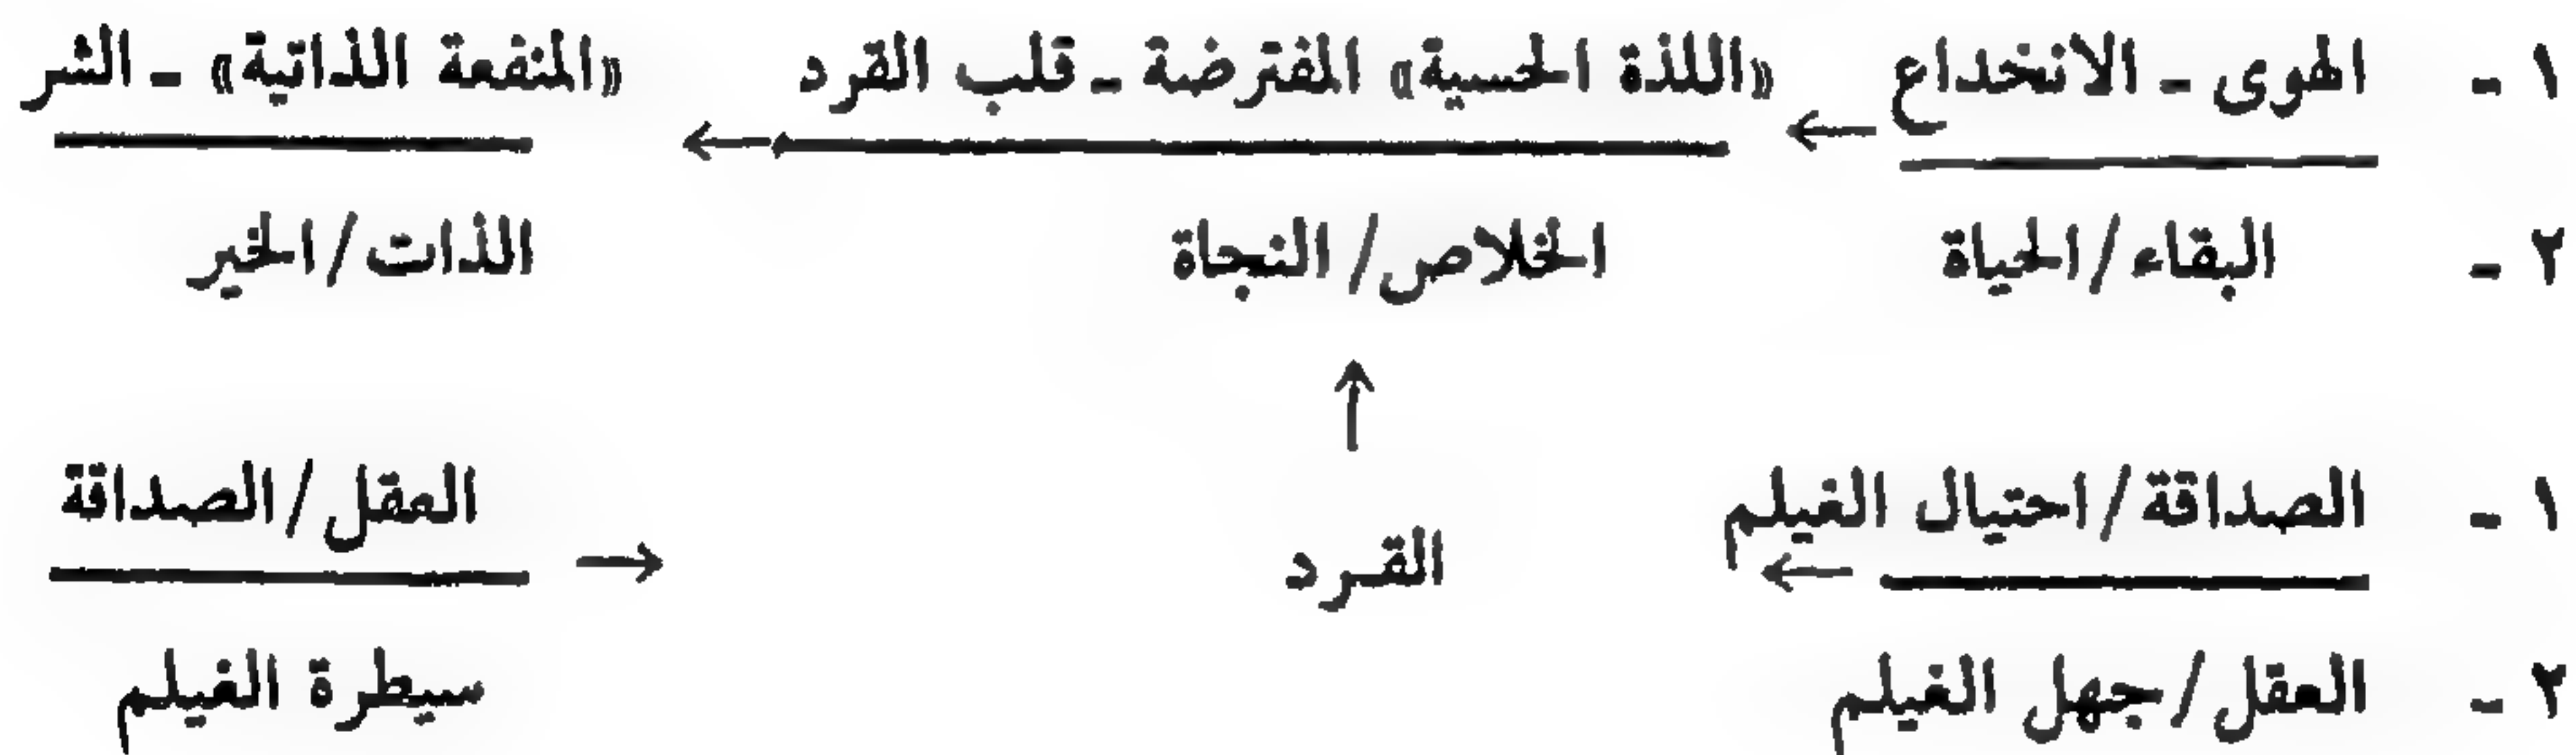 ١ - الهوى - الانخداع ← «اللذة الحسية» المفترضة - قلب القرد ← «المنفعة الذاتية» - الشر
٢ - البقاء/الحياة الخلاص/النجاة الذات/الخير
↑
١ - الصداقة/احتيال الغيلم ← القرد → العقل/الصداقة
٢ - العقل/جهل الغيلم سيطرة الغيلم